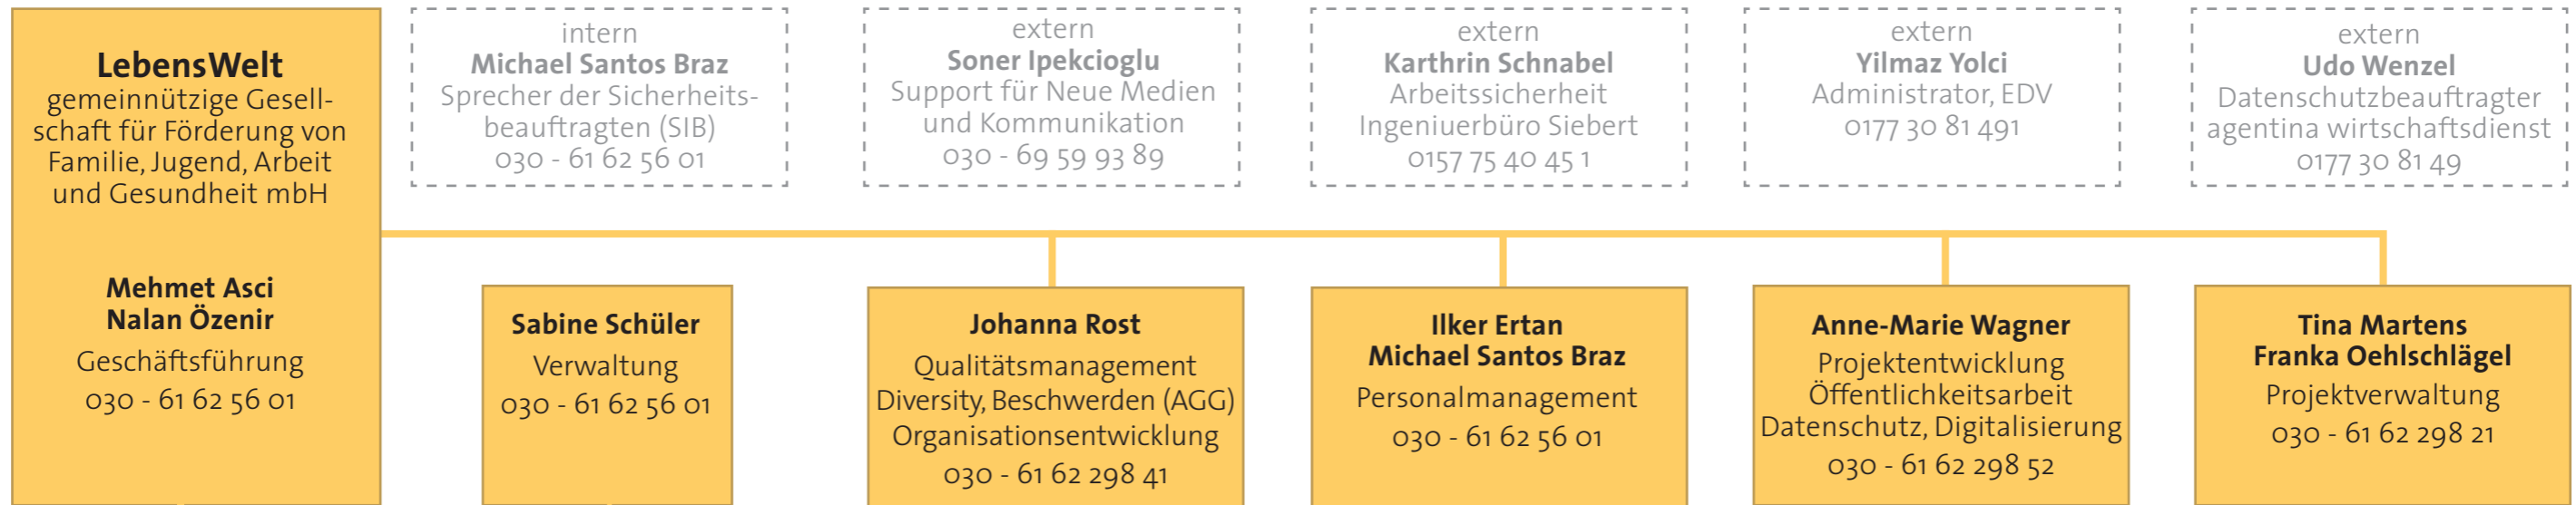 LebensWelt
gemeinnützige Gesell-
schaft für Förderung von
Familie, Jugend, Arbeit
und Gesundheit mbH
Mehmet Asci
Nalan Özenir
Geschäftsführung
030 - 61 62 56 01
intern
Michael Santos Braz
Sprecher der Sicherheits-
beauftragten (SIB)
030 - 61 62 56 01
extern
Soner Ipekcioglu
Support für Neue Medien
und Kommunikation
030 - 69 59 93 89
extern
Karthrin Schnabel
Arbeitssicherheit
Ingeniuerbüro Siebert
0157 75 40 45 1
extern
Yilmaz Yolci
Administrator, EDV
0177 30 81 491
extern
Udo Wenzel
Datenschutzbeauftragter
agentina wirtschaftsdienst
0177 30 81 49
Sabine Schüler
Verwaltung
030 - 61 62 56 01
Johanna Rost
Qualitätsmanagement
Diversity, Beschwerden (AGG)
Organisationsentwicklung
030 - 61 62 298 41
Ilker Ertan
Michael Santos Braz
Personalmanagement
030 - 61 62 56 01
Anne-Marie Wagner
Projektentwicklung
Öffentlichkeitsarbeit
Datenschutz, Digitalisierung
030 - 61 62 298 52
Tina Martens
Franka Oehlschlägel
Projektverwaltung
030 - 61 62 298 21